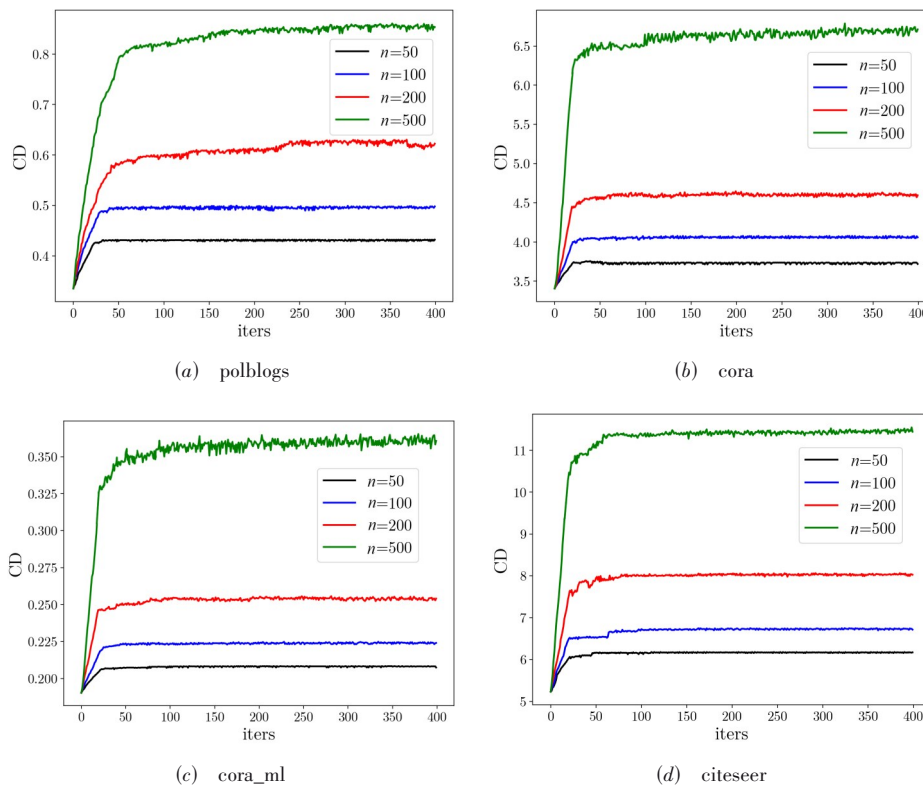 0.8
0.7
0.6
0.5
0.4
CD
n=50
n=100
n=200
n=500
0 50 100 150 200 250 300 350 400
iters
(a) polblogs
6.5
6.0
5.5
5.0
4.5
4.0
3.5
CD
n=50
n=100
n=200
n=500
0 50 100 150 200 250 300 350 400
iters
(b) cora
0.350
0.325
0.300
0.275
0.250
0.225
0.200
CD
n=50
n=100
n=200
n=500
0 50 100 150 200 250 300 350 400
iters
(c) cora_ml
11
10
9
8
7
6
5
CD
n=50
n=100
n=200
n=500
0 50 100 150 200 250 300 350 400
iters
(d) citeseer